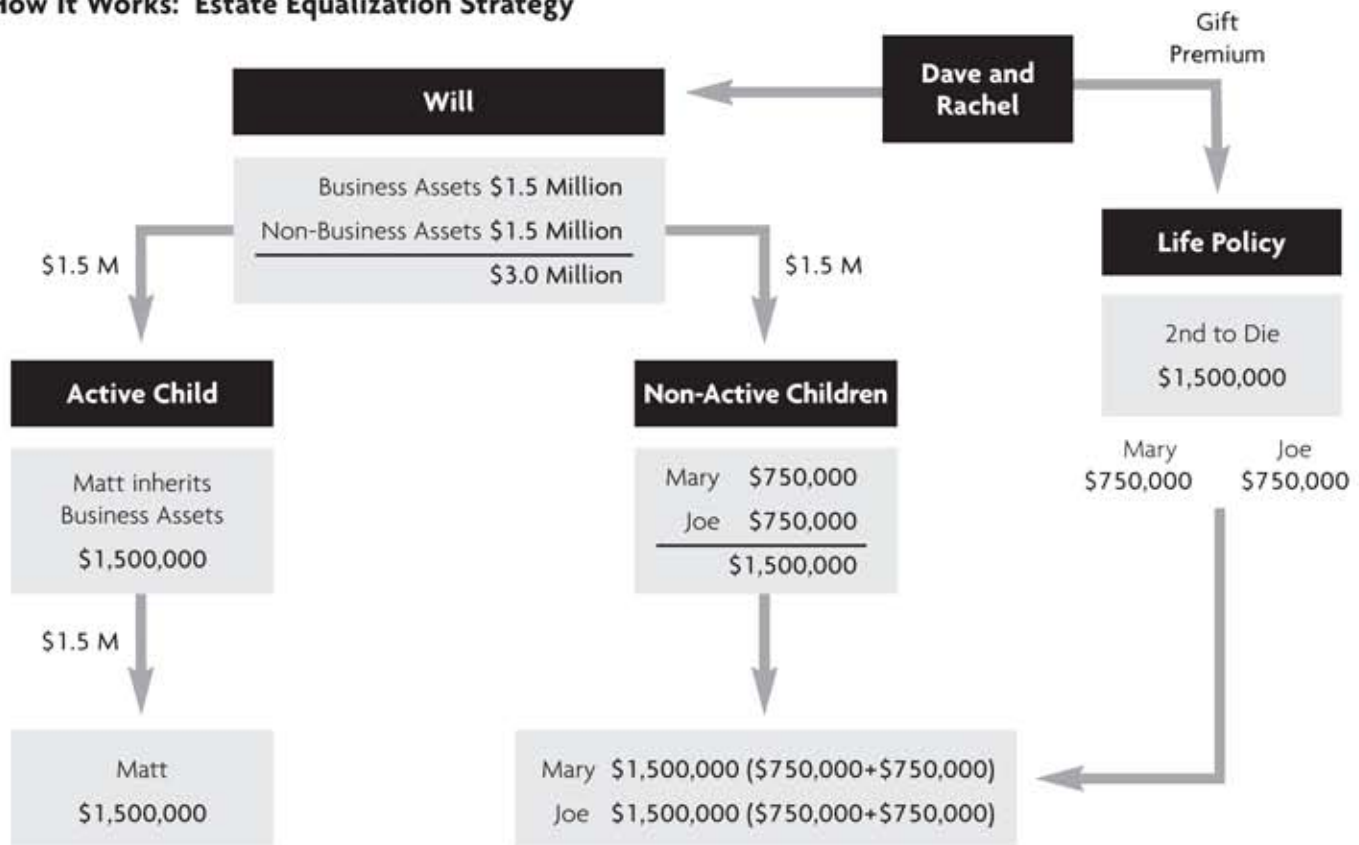 How It Works: Estate Equalization Strategy
Gift
Premium
Dave and
Rachel
Will
Business Assets $1.5 Million
Non-Business Assets $1.5 Million
$3.0 Million
$1.5 M
$1.5 M
Life Policy
2nd to Die
$1,500,000
Mary
$750,000
Joe
$750,000
Active Child
Matt inherits
Business Assets
$1,500,000
Non-Active Children
Mary $750,000
Joe $750,000
$1,500,000
$1.5 M
Matt
$1,500,000
Mary $1,500,000 ($750,000+$750,000)
Joe $1,500,000 ($750,000+$750,000)